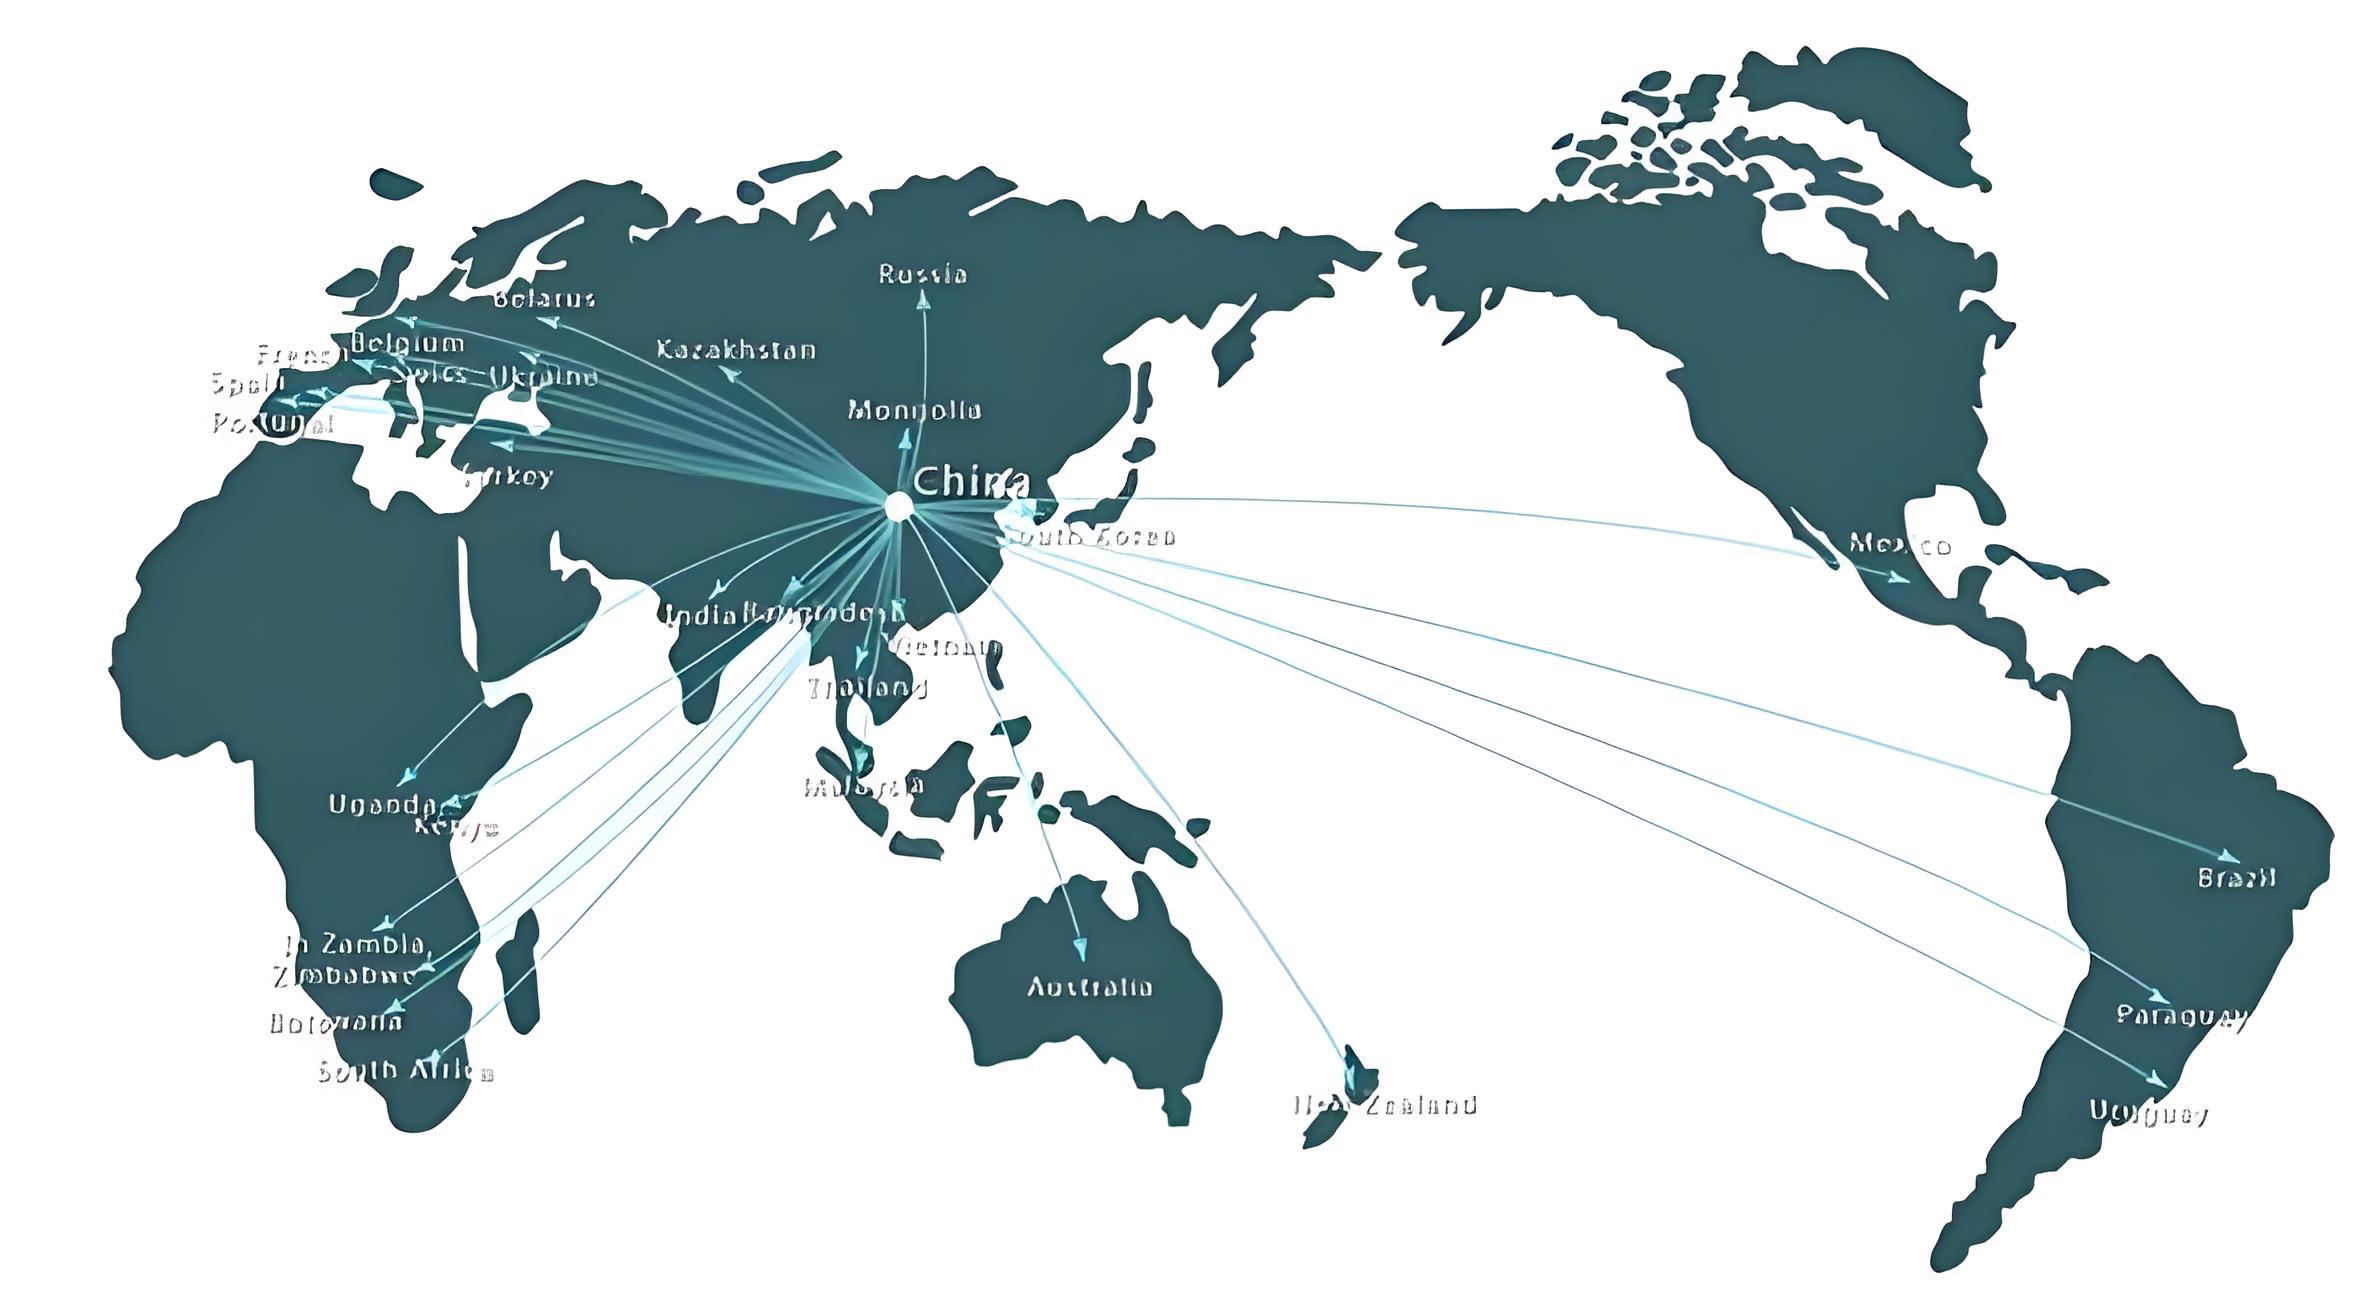 Russia
Belarus
Belgium
Kazakhstan
French
Spain
Ukraine
Mongolia
Portugal
Turkey
China
South Korea
Mexico
India
Bangladesh
Vietnam
Thailand
Malaysia
Uganda
Kenya
Brazil
In Zambia,
Zimbabwe
Australia
Botswana
Paraguay
South Africa
New Zealand
Uruguay